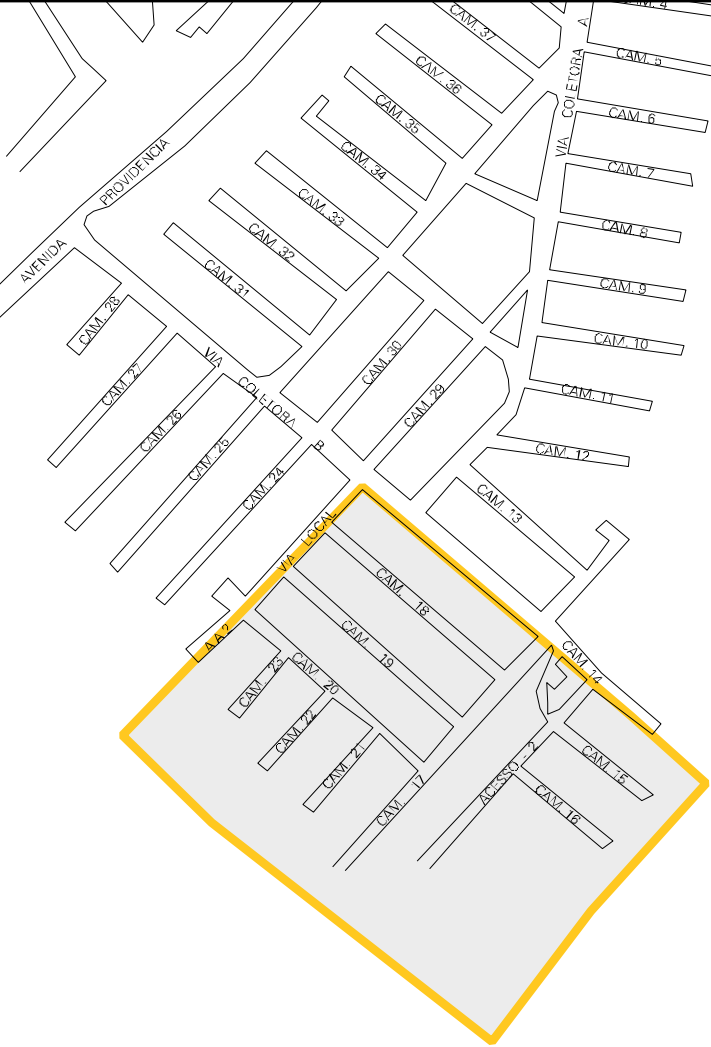 CAM. 4
CAM. 37
A
CAM. 5
COLETORA
CAM. 36
CAM. 35
CAM. 6
VIA
CAM. 34
PROVIDENCIA
CAM. 7
CAM. 33
CAM. 8
CAM. 32
AVENIDA
CAM. 31
CAM. 9
CAM. 28
CAM. 10
VIA
CAM. 30
CAM. 27
COLETORA
CAM. 29
CAM. 11
CAM. 26
B
CAM. 25
CAM. 12
CAM. 24
CAM. 13
LOCAL
VIA
CAM. 18
A.A 2
CAM. 19
CAM. 14
CAM. 20
CAM. 23
CAM. 22
CAM. 21
CAM. 17
ACESSO - 2
CAM. 15
CAM. 16